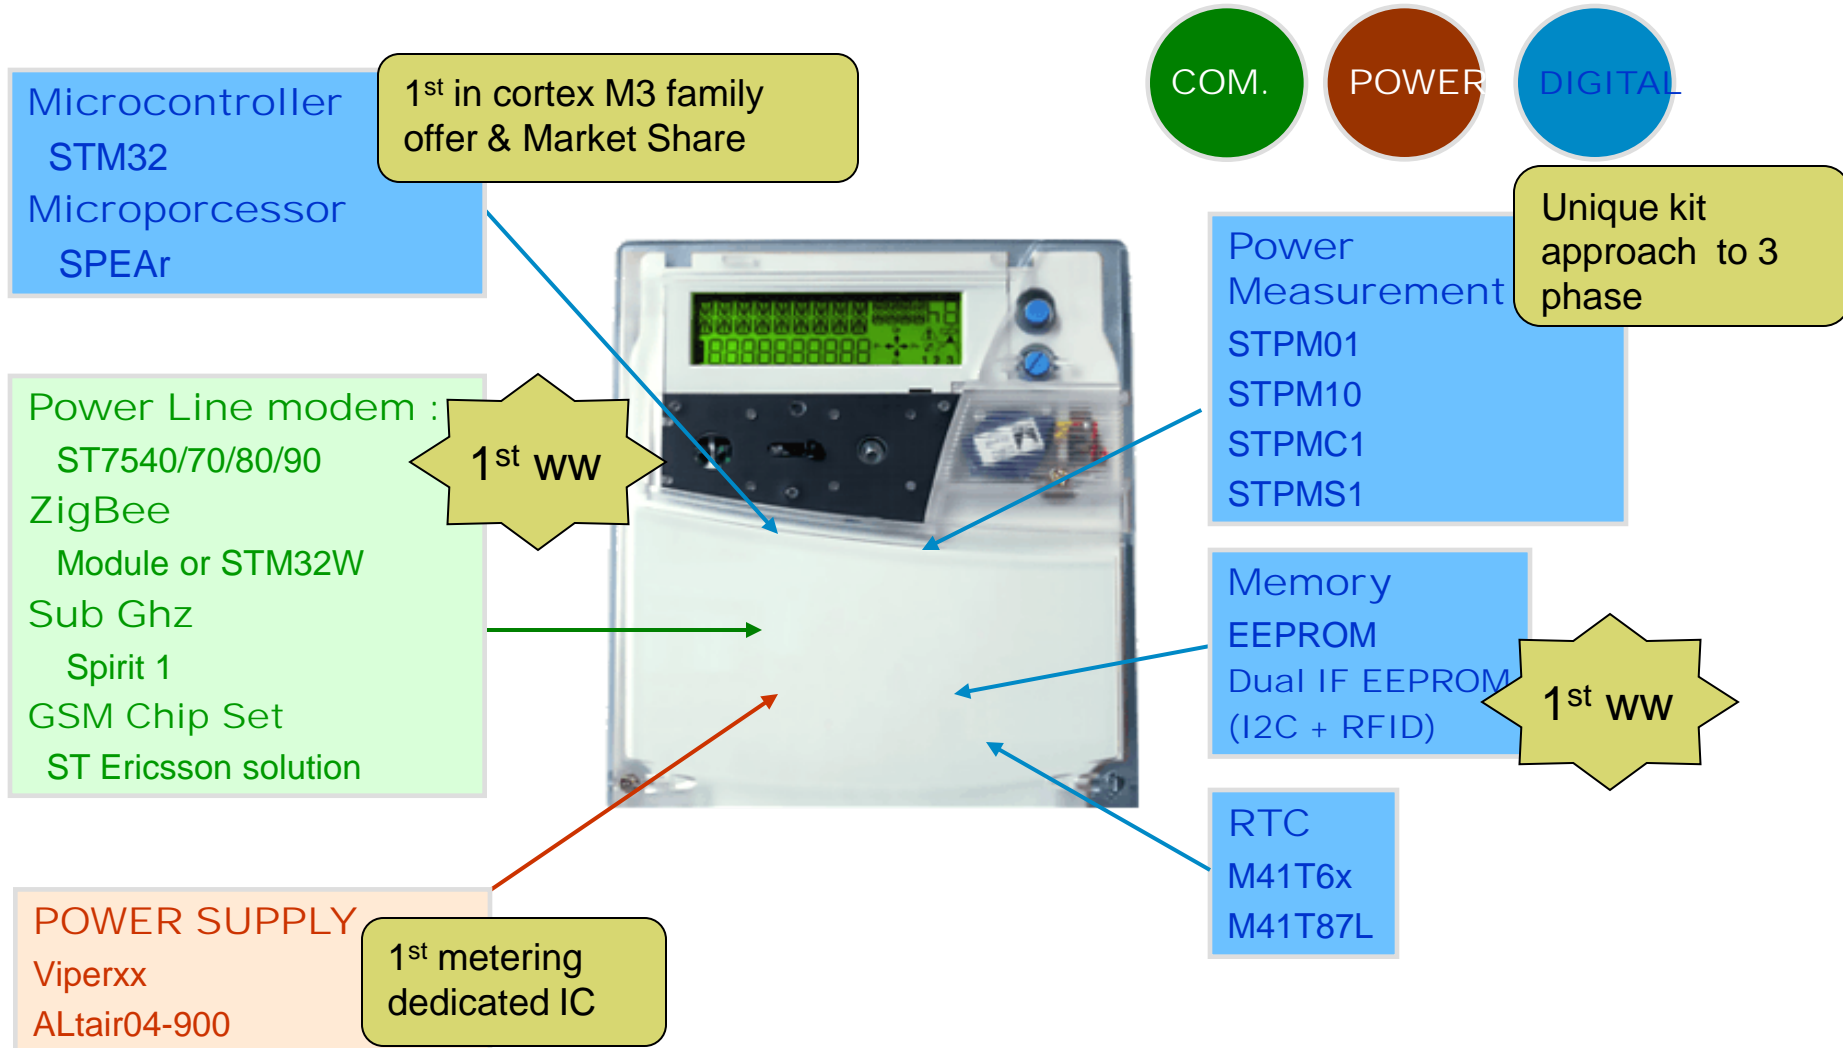 COM.
POWER
DIGITAL
Microcontroller
STM32
Microporcessor
SPEAr
1st in cortex M3 family
offer & Market Share
Power Line modem :
ST7540/70/80/90
ZigBee
Module or STM32W
Sub Ghz
Spirit 1
GSM Chip Set
ST Ericsson solution
1st ww
POWER SUPPLY
Viperxx
ALtair04-900
1st metering
dedicated IC
Power
Measurement
STPM01
STPM10
STPMC1
STPMS1
Unique kit
approach to 3
phase
Memory
EEPROM
Dual IF EEPROM
(I2C + RFID)
1st ww
RTC
M41T6x
M41T87L